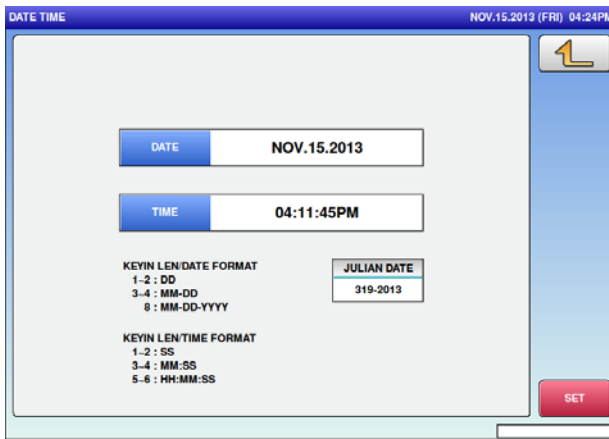 DATE TIME NOV.15.2013 (FRI) 04:24PM
DATE NOV.15.2013
TIME 04:11:45PM
KEYIN LEN/DATE FORMAT
1~2 : DD
3~4 : MM-DD
8 : MM-DD-YYYY
JULIAN DATE
319-2013
KEYIN LEN/TIME FORMAT
1~2 : SS
3~4 : MM:SS
5~6 : HH:MM:SS
SET